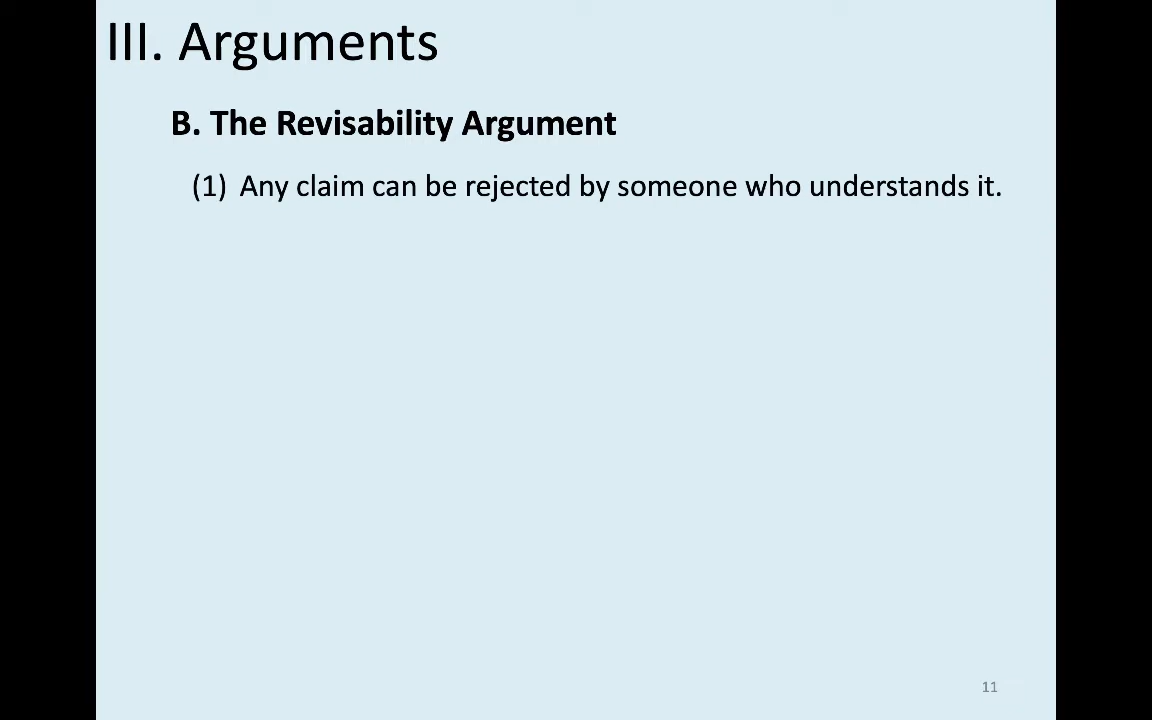 III. Arguments
B. The Revisability Argument
(1) Any claim can be rejected by someone who understands it.
11